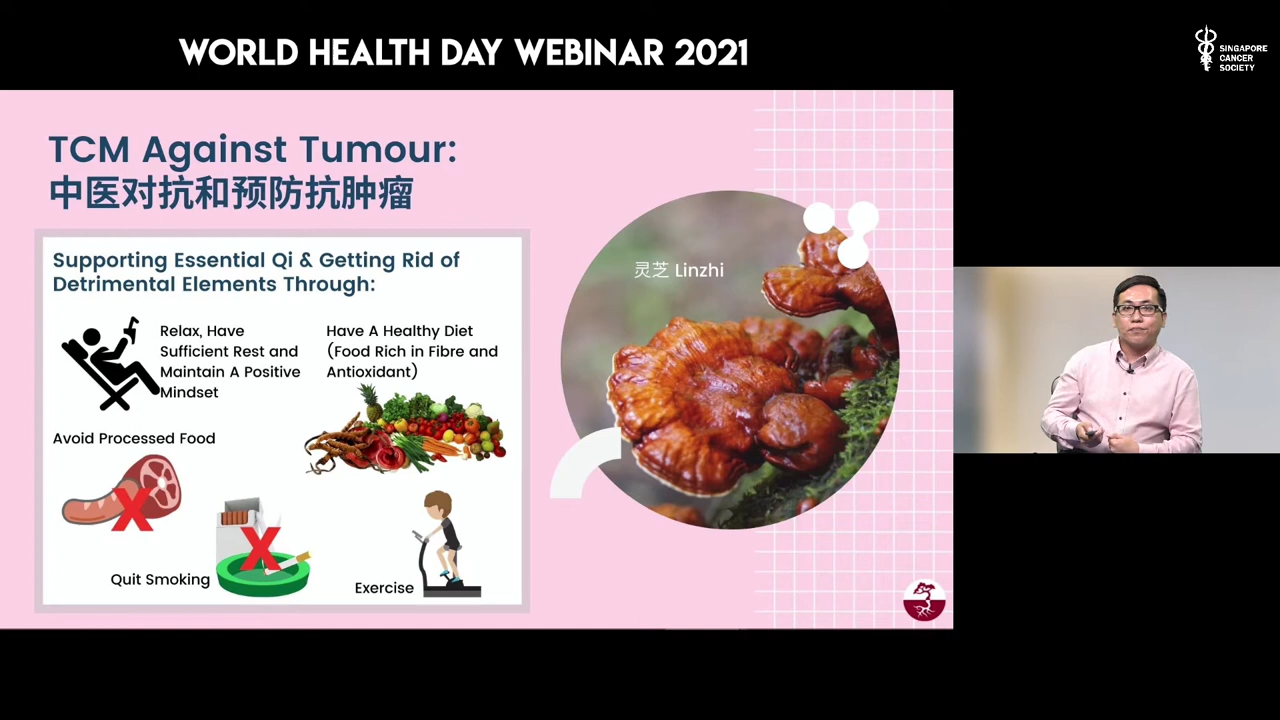 WORLD HEALTH DAY WEBINAR 2021
SINGAPORE
CANCER
SOCIETY
TCM Against Tumour:
中医对抗和预防抗肿瘤
Supporting Essential Qi & Getting Rid of
Detrimental Elements Through:
Relax, Have
Sufficient Rest and
Maintain A Positive
Mindset
Have A Healthy Diet
(Food Rich in Fibre and
Antioxidant)
Avoid Processed Food
Quit Smoking
Exercise
灵芝 Linzhi